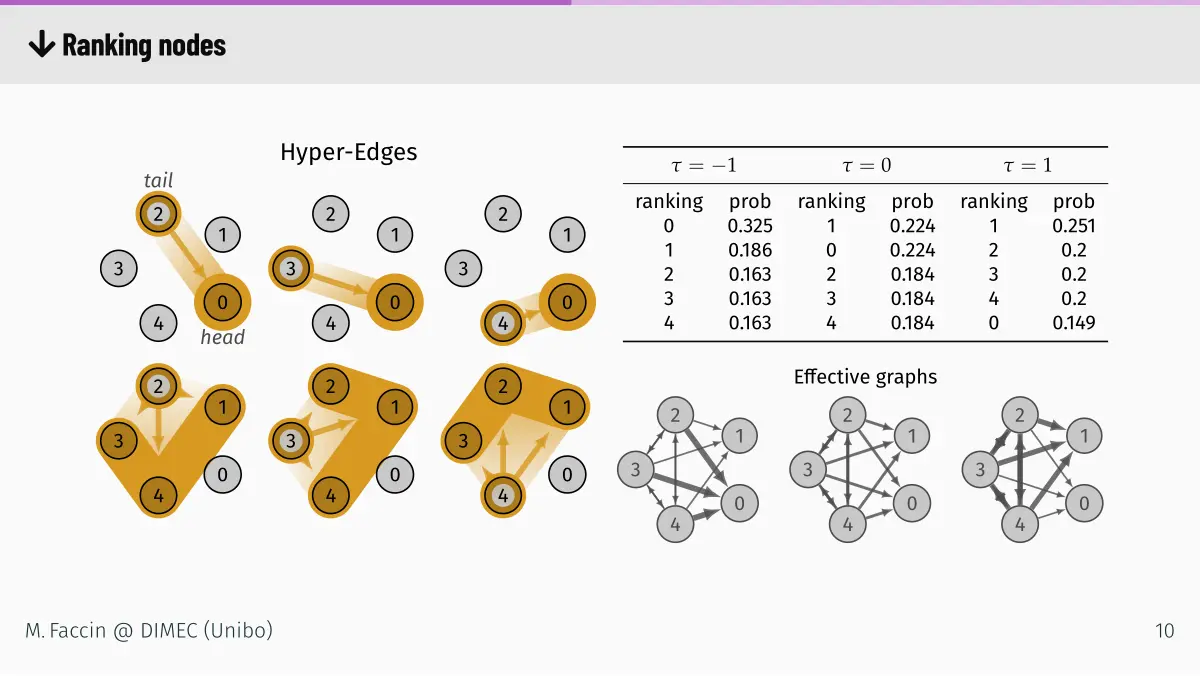 Ranking nodes
Hyper-Edges
tail
2 1 3 0 4
head
2 1 3 0 4
2 1 3 0 4
2 1 3 0 4
2 1 3 0 4
2 1 3 0 4
τ = −1 τ = 0 τ = 1
ranking prob ranking prob ranking prob
0 0.325 1 0.224 1 0.251
1 0.186 0 0.224 2 0.2
2 0.163 2 0.184 3 0.2
3 0.163 3 0.184 4 0.2
4 0.163 4 0.184 0 0.149
Effective graphs
2 1 3 0 4
2 1 3 0 4
2 1 3 0 4
M. Faccin @ DIMEC (Unibo)
10